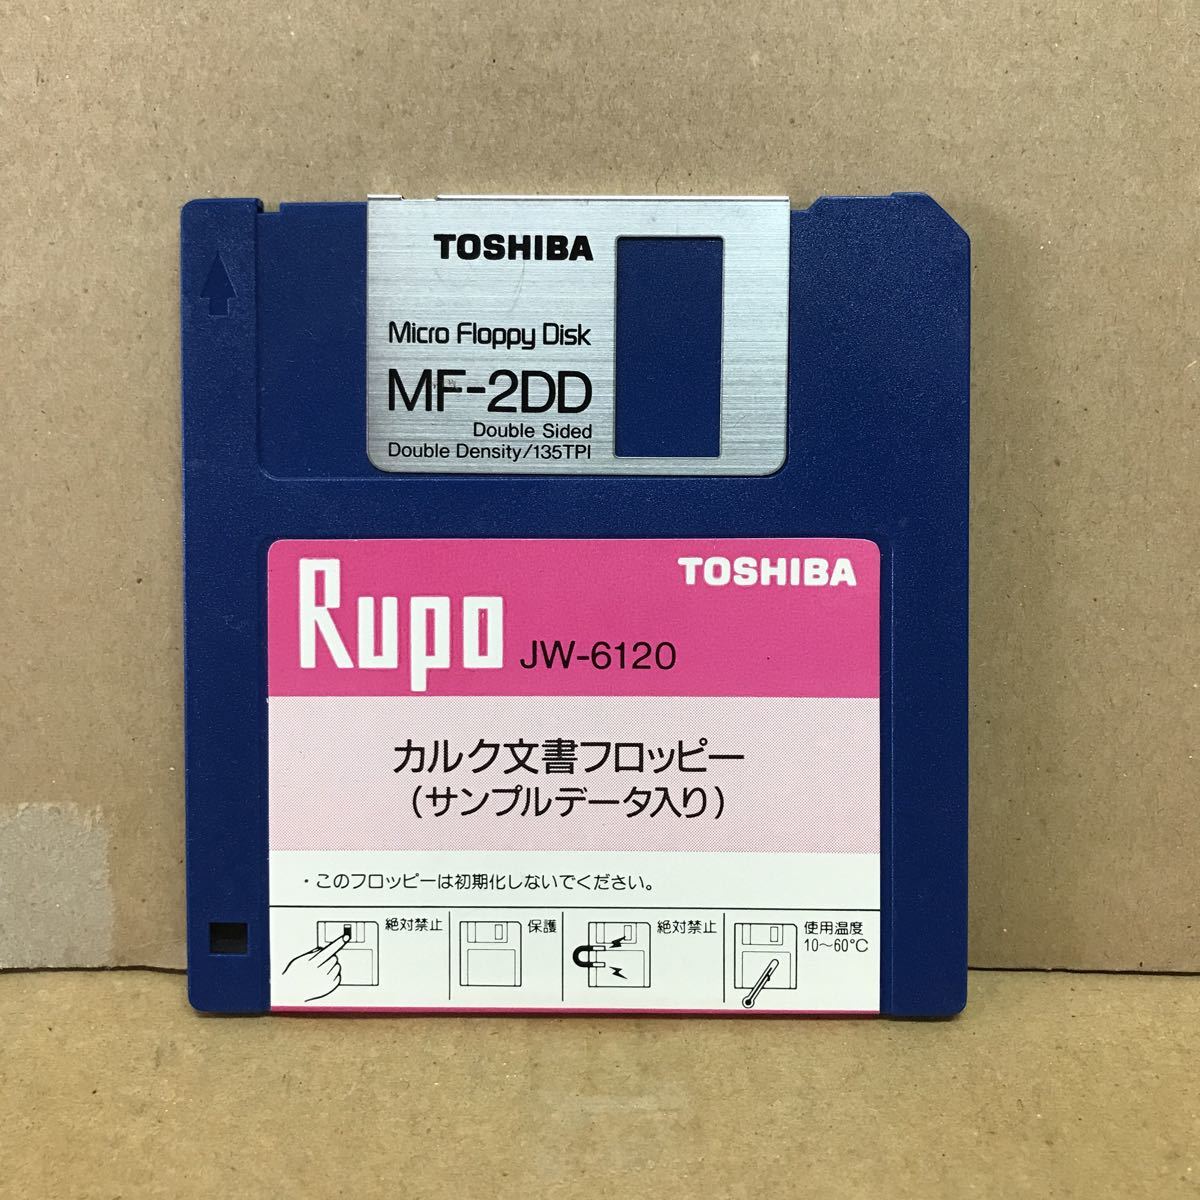 TOSHIBA
Micro Floppy Disk
MF-2DD
Double Sided
Double Density/135TPI
Rupo JW-6120
TOSHIBA
カルク文書フロッピー
(サンプルデータ入り)
・このフロッピーは初期化しないでください。
絶対禁止
保護
絶対禁止
使用温度
10~60°C